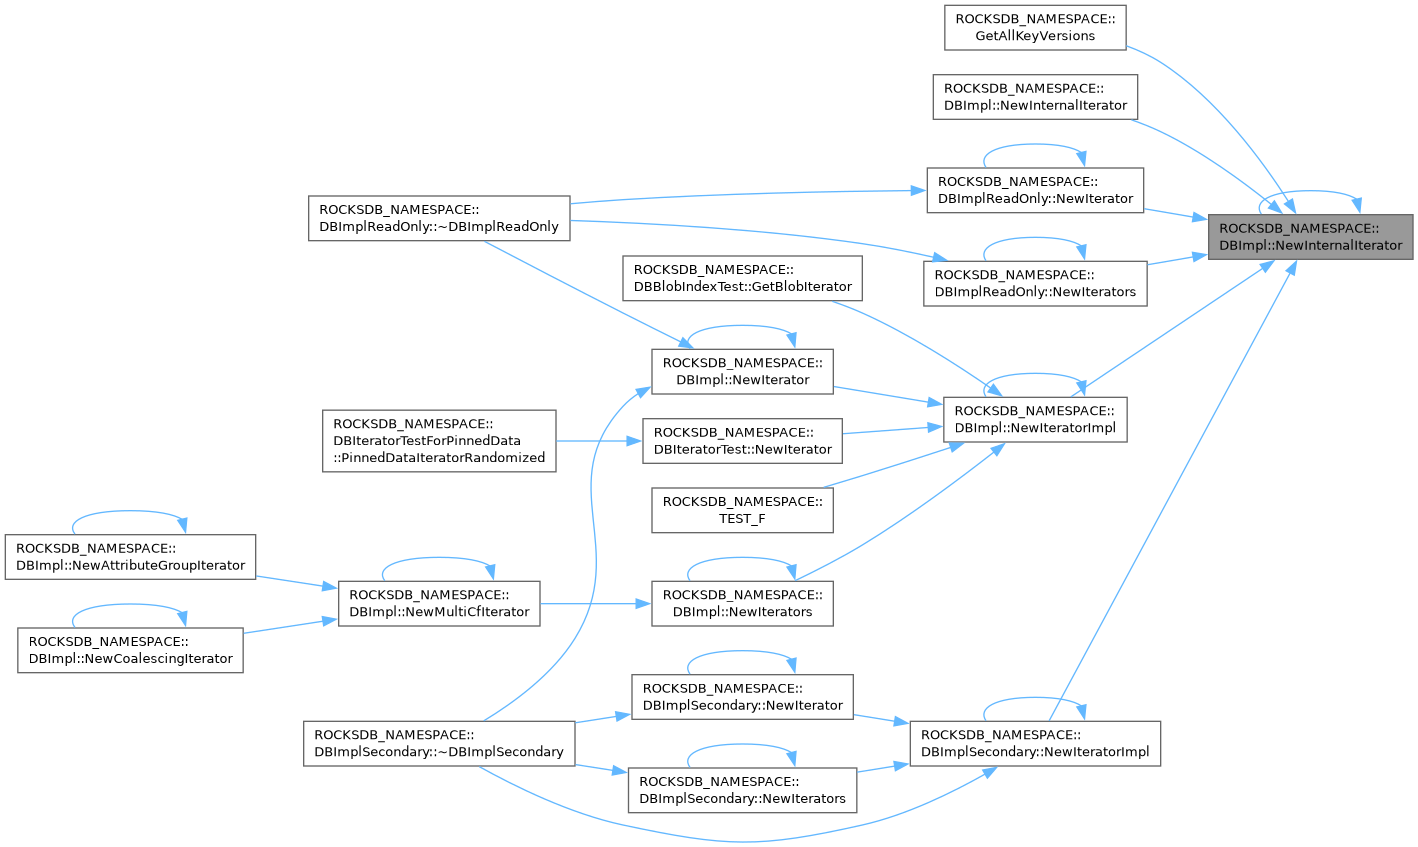 ROCKSDB_NAMESPACE::
GetAllKeyVersions
ROCKSDB_NAMESPACE::
DBImpl::NewInternalIterator
ROCKSDB_NAMESPACE::
DBImplReadOnly::NewIterator
ROCKSDB_NAMESPACE::
DBImplReadOnly::~DBImplReadOnly
ROCKSDB_NAMESPACE::
DBImpl::NewInternalIterator
ROCKSDB_NAMESPACE::
DBBlobIndexTest::GetBlobIterator
ROCKSDB_NAMESPACE::
DBImplReadOnly::NewIterators
ROCKSDB_NAMESPACE::
DBImpl::NewIterator
ROCKSDB_NAMESPACE::
DBImpl::NewIteratorImpl
ROCKSDB_NAMESPACE::
DBIteratorTestForPinnedData
::PinnedDataIteratorRandomized
ROCKSDB_NAMESPACE::
DBIteratorTest::NewIterator
ROCKSDB_NAMESPACE::
TEST_F
ROCKSDB_NAMESPACE::
DBImpl::NewAttributeGroupIterator
ROCKSDB_NAMESPACE::
DBImpl::NewMultiCfIterator
ROCKSDB_NAMESPACE::
DBImpl::NewIterators
ROCKSDB_NAMESPACE::
DBImpl::NewCoalescingIterator
ROCKSDB_NAMESPACE::
DBImplSecondary::NewIterator
ROCKSDB_NAMESPACE::
DBImplSecondary::~DBImplSecondary
ROCKSDB_NAMESPACE::
DBImplSecondary::NewIteratorImpl
ROCKSDB_NAMESPACE::
DBImplSecondary::NewIterators